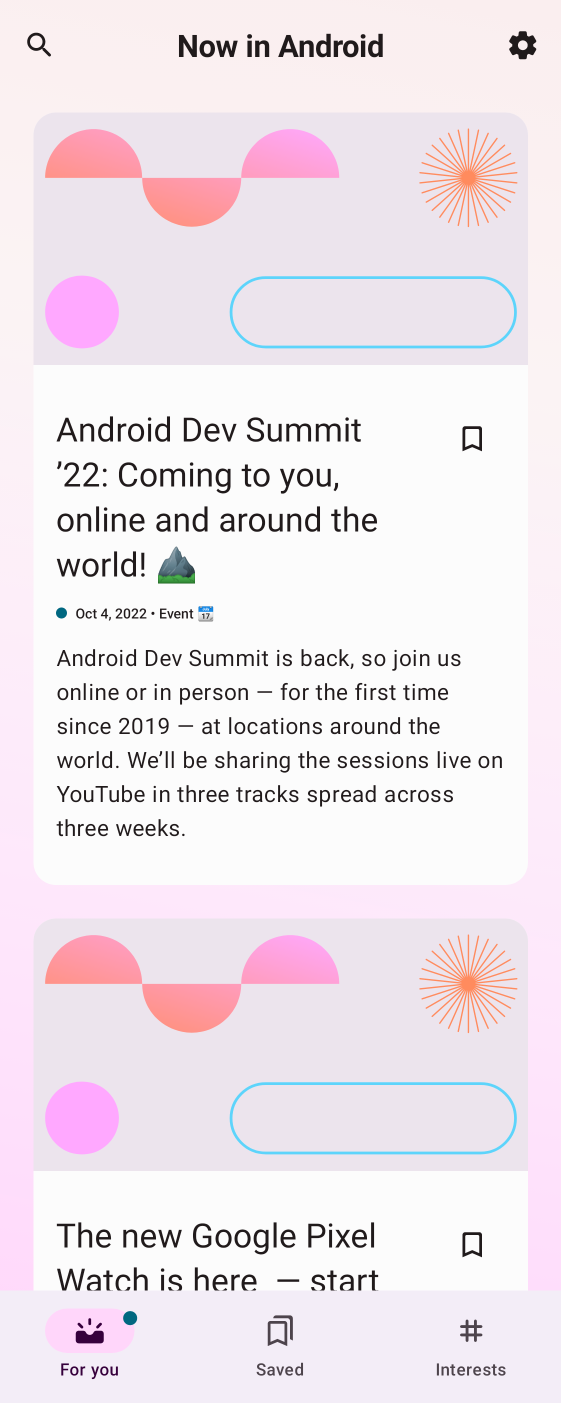 Now in Android
Android Dev Summit
’22: Coming to you,
online and around the
world! ⛰️
Oct 4, 2022 • Event 📆
Android Dev Summit is back, so join us
online or in person — for the first time
since 2019 — at locations around the
world. We’ll be sharing the sessions live on
YouTube in three tracks spread across
three weeks.
The new Google Pixel
Watch is here  — start
For you
Saved
Interests